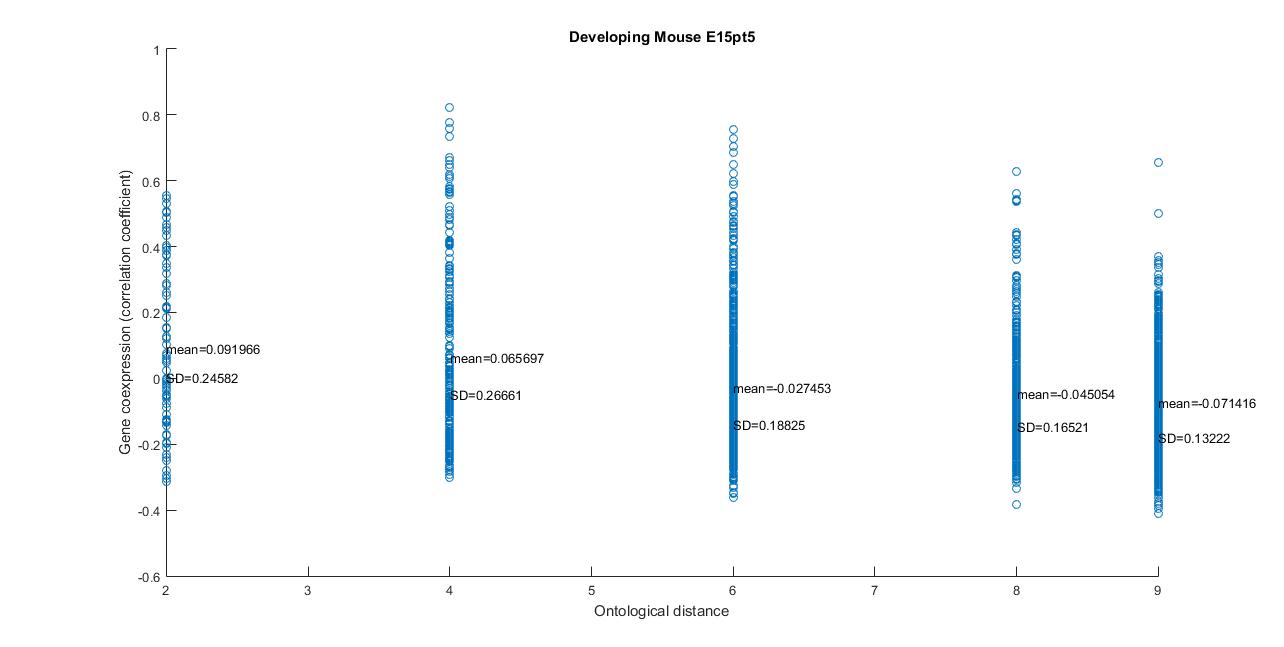 Developing Mouse E15pt5
Gene coexpression (correlation coefficient)
1
0.8
0.6
0.4
0.2
0
-0.2
-0.4
-0.6
mean=0.091966
SD=0.24582
mean=0.065697
SD=0.26661
mean=-0.027453
SD=0.18825
mean=-0.045054
SD=0.16521
mean=-0.071416
SD=0.13222
2 3 4 5 6 7 8 9
Ontological distance